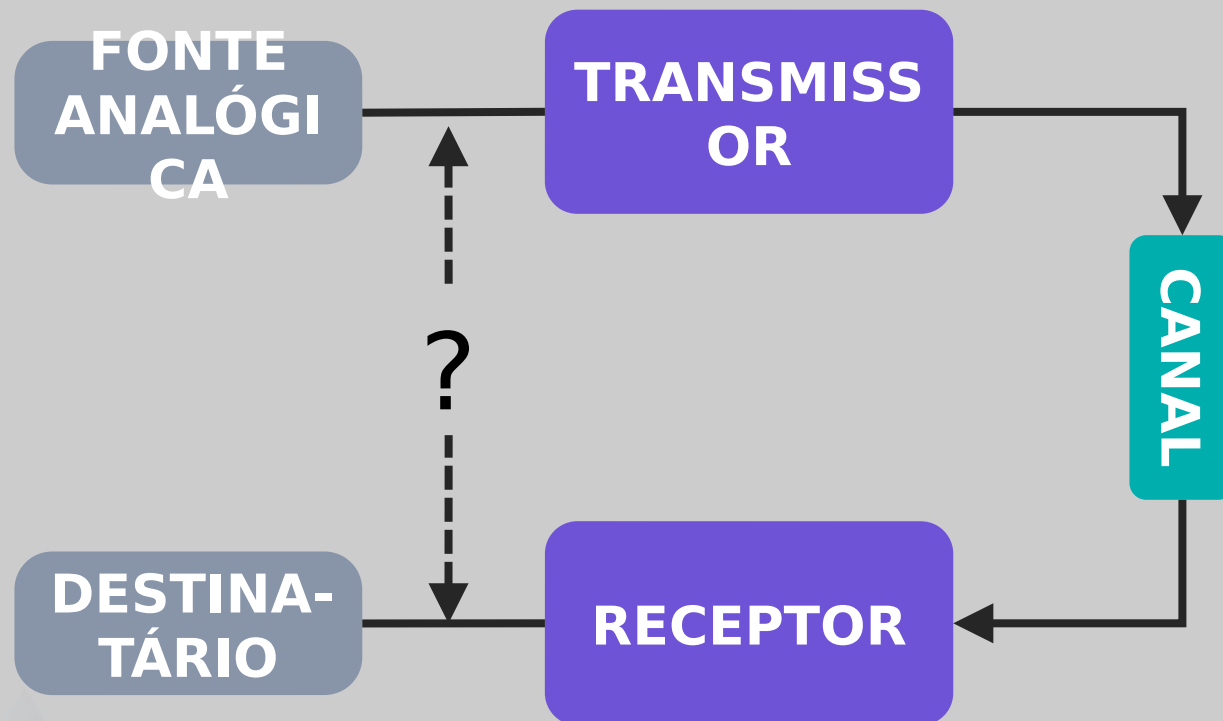 FONTE
ANALÓGI
CA
TRANSMISS
OR
CANAL
?
DESTINA-
TÁRIO
RECEPTOR